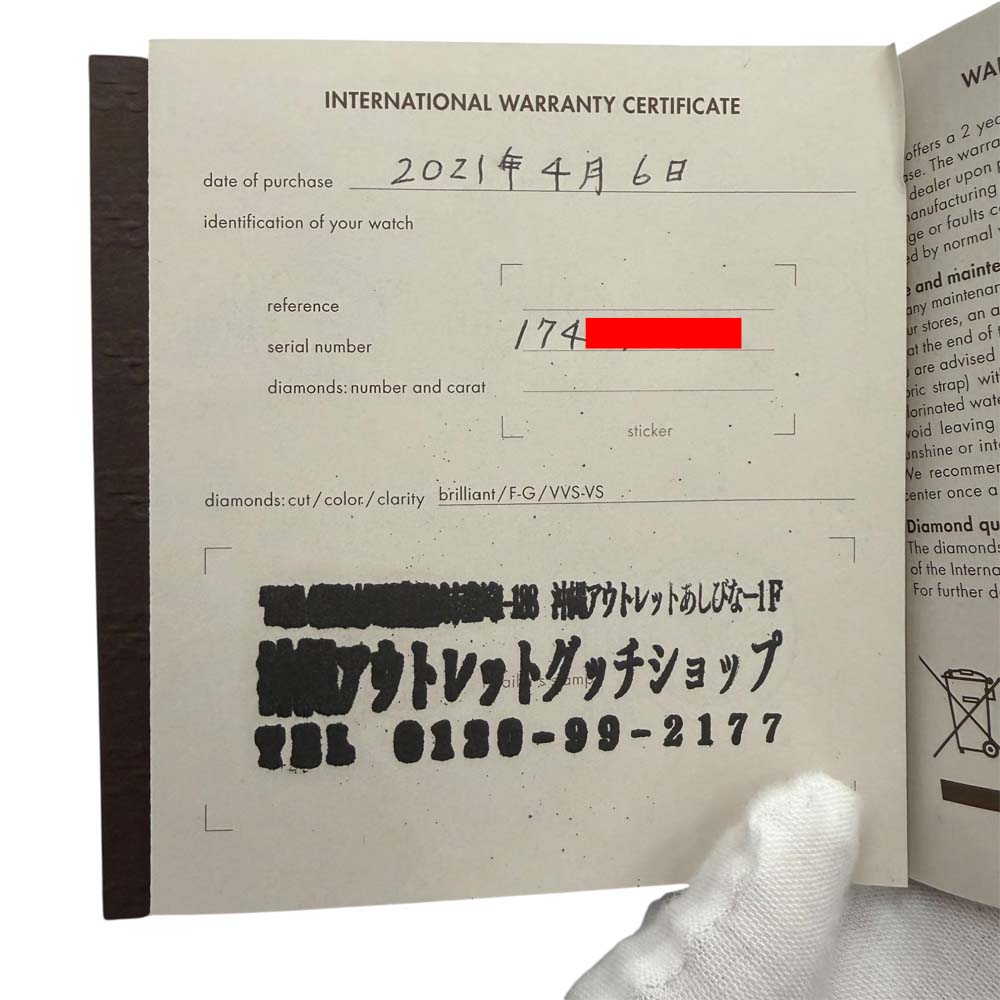 INTERNATIONAL WARRANTY CERTIFICATE
date of purchase 2021年4月6日
identification of your watch
reference
serial number 174
diamonds: number and carat
sticker
diamonds: cut/color/clarity brilliant/F-G/VVS-VS
-188 沖縄アウトレットあしびなー1F
アウトレットグッチショップ
TEL 0120-99-2177
WAR
offers a 2 yea
ase. The warra
dealer upon p
anufacturing
ge or faults c
ed by normal
e and mainte
any maintenan
ur stores, an a
at the end of
are advised
bric strap) wit
lorinated wate
void leaving
unshine or inte
We recommen
center once a
Diamond qu
The diamonds
of the Interna
For further d